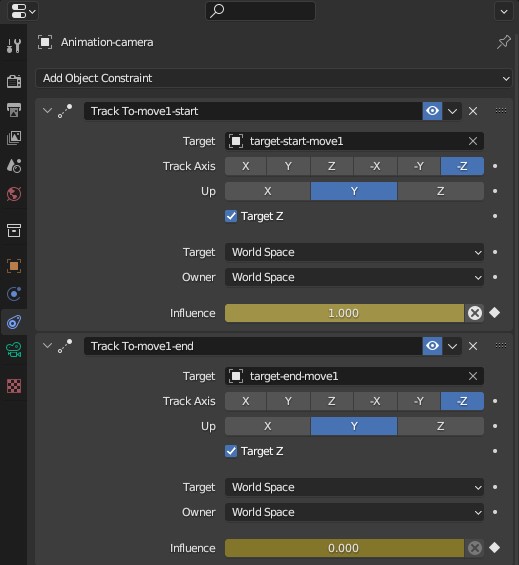 Animation-camera
Add Object Constraint
Track To-move1-start
Target target-start-move1
Track Axis X Y Z -X -Y -Z
Up X Y Z
Target Z
Target World Space
Owner World Space
Influence 1.000
Track To-move1-end
Target target-end-move1
Track Axis X Y Z -X -Y -Z
Up X Y Z
Target Z
Target World Space
Owner World Space
Influence 0.000